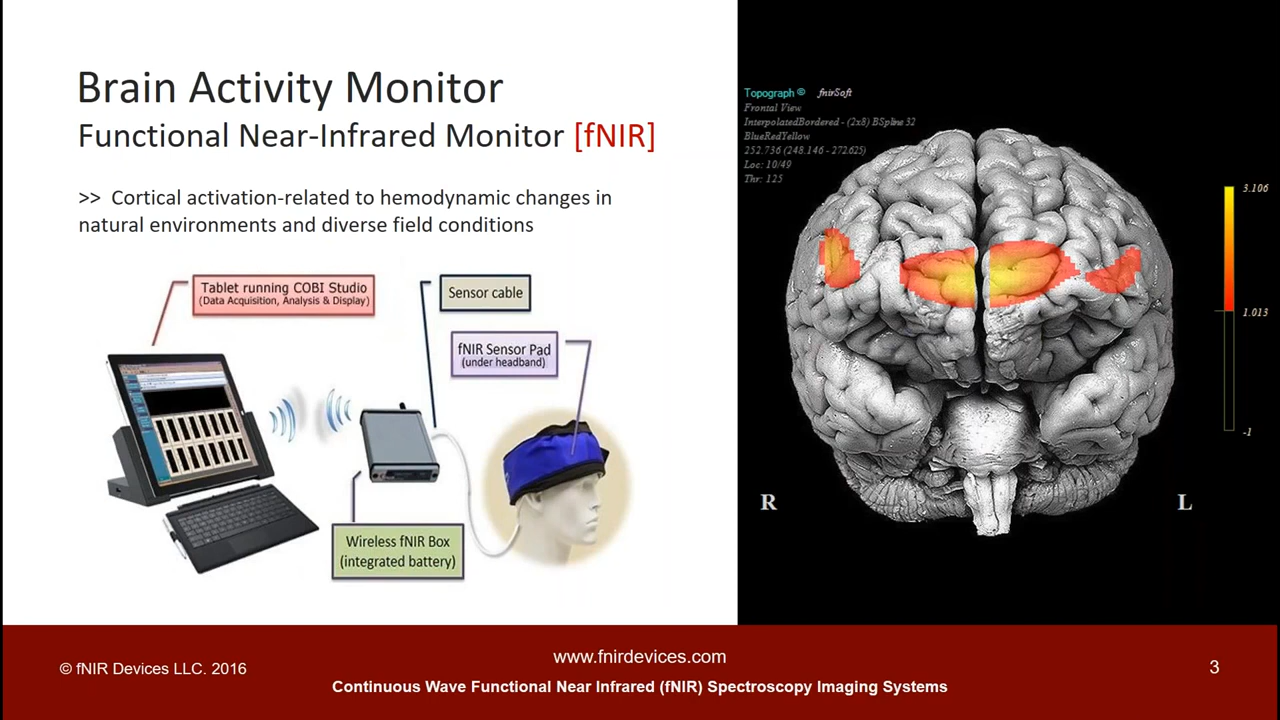 Brain Activity Monitor
Functional Near-Infrared Monitor [fNIR]
>> Cortical activation-related to hemodynamic changes in
natural environments and diverse field conditions
Tablet running COBI Studio
(Data Acquisition, Analysis & Display)
Sensor cable
fNIR Sensor Pad
(under headband)
Wireless fNIR Box
(integrated battery)
Topograph © fnirSoft
Frontal View
InterpolatedBordered - (2x8) BSpline 32
BlueRedYellow
252.736 (248.146 - 272.625)
Loc: 10/49
Thr: 125
3.106
1.013
-1
R
L
© fNIR Devices LLC. 2016
www.fnirdevices.com
Continuous Wave Functional Near Infrared (fNIR) Spectroscopy Imaging Systems
3